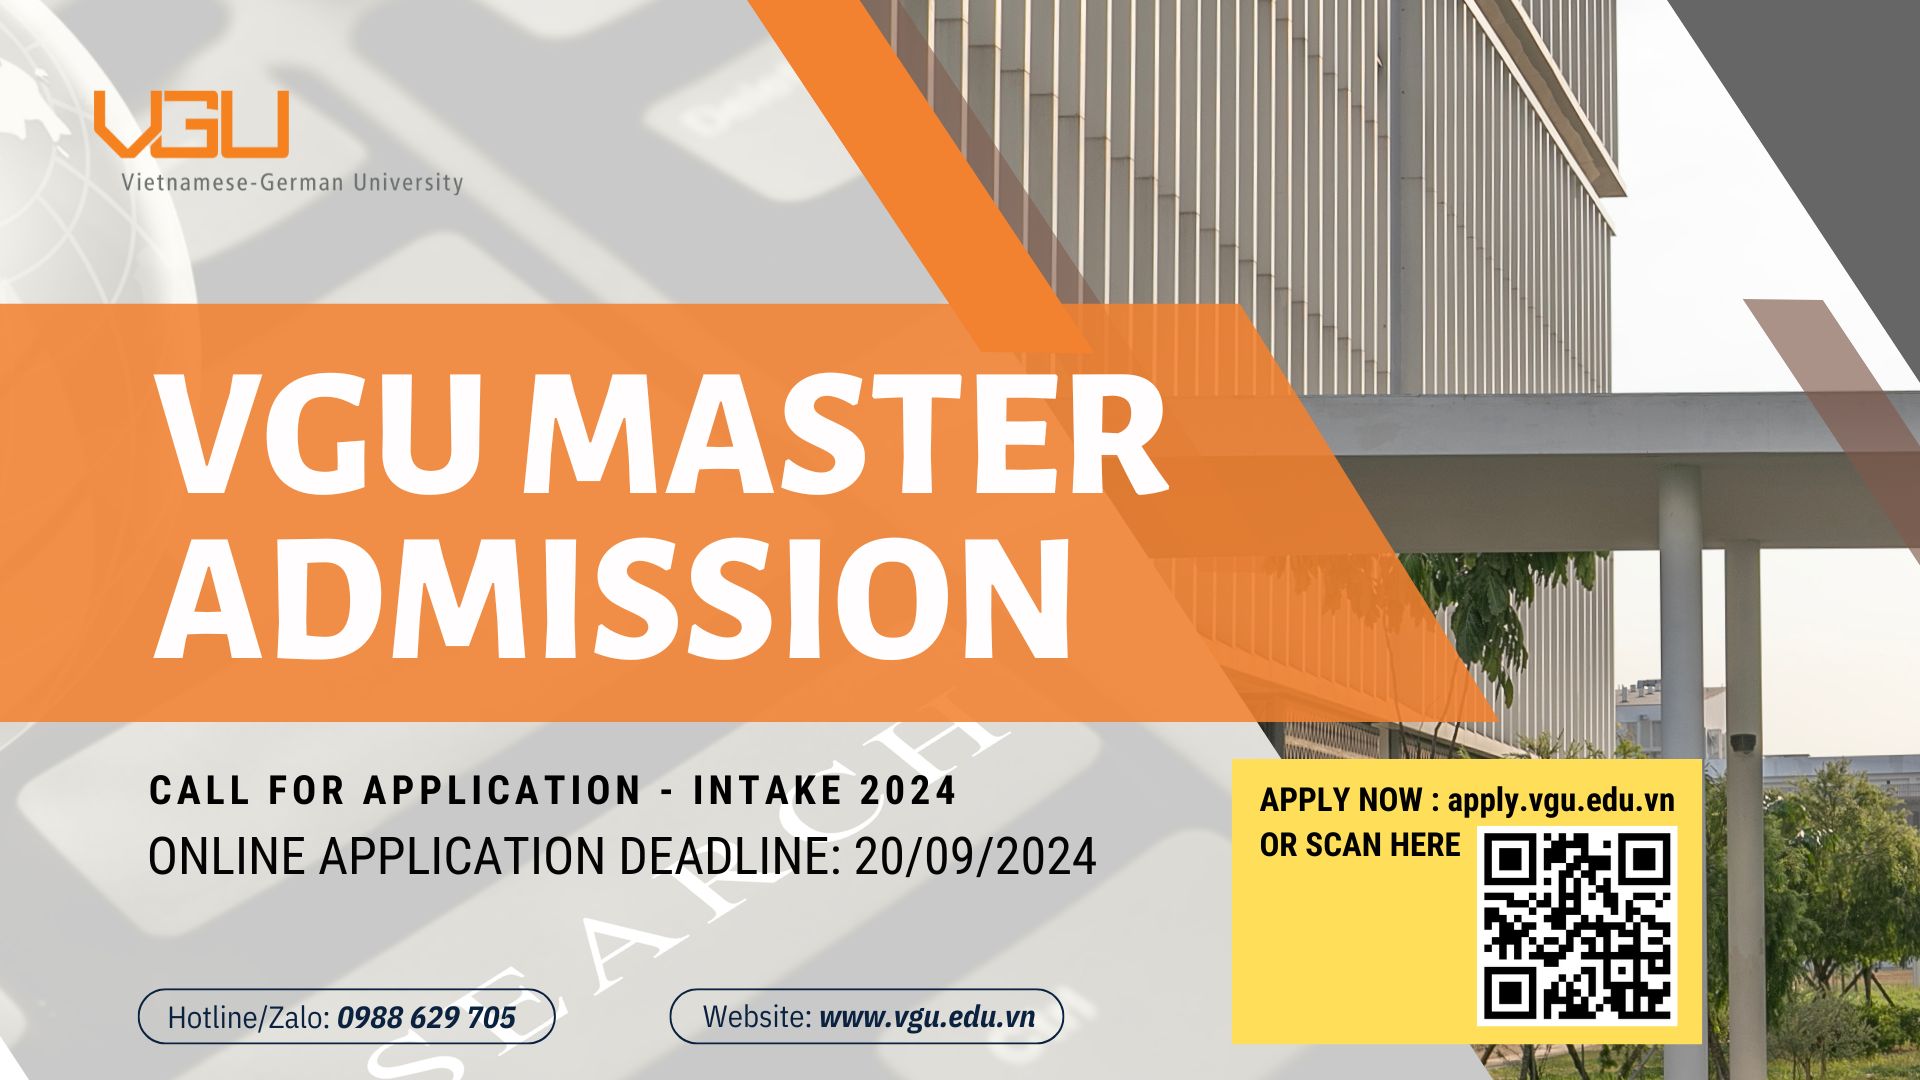 VGU
Vietnamese-German University
VGU MASTER
ADMISSION
CALL FOR APPLICATION - INTAKE 2024
ONLINE APPLICATION DEADLINE: 20/09/2024
SEARCH
Hotline/Zalo: 0988 629 705
Website: www.vgu.edu.vn
APPLY NOW : apply.vgu.edu.vn
OR SCAN HERE